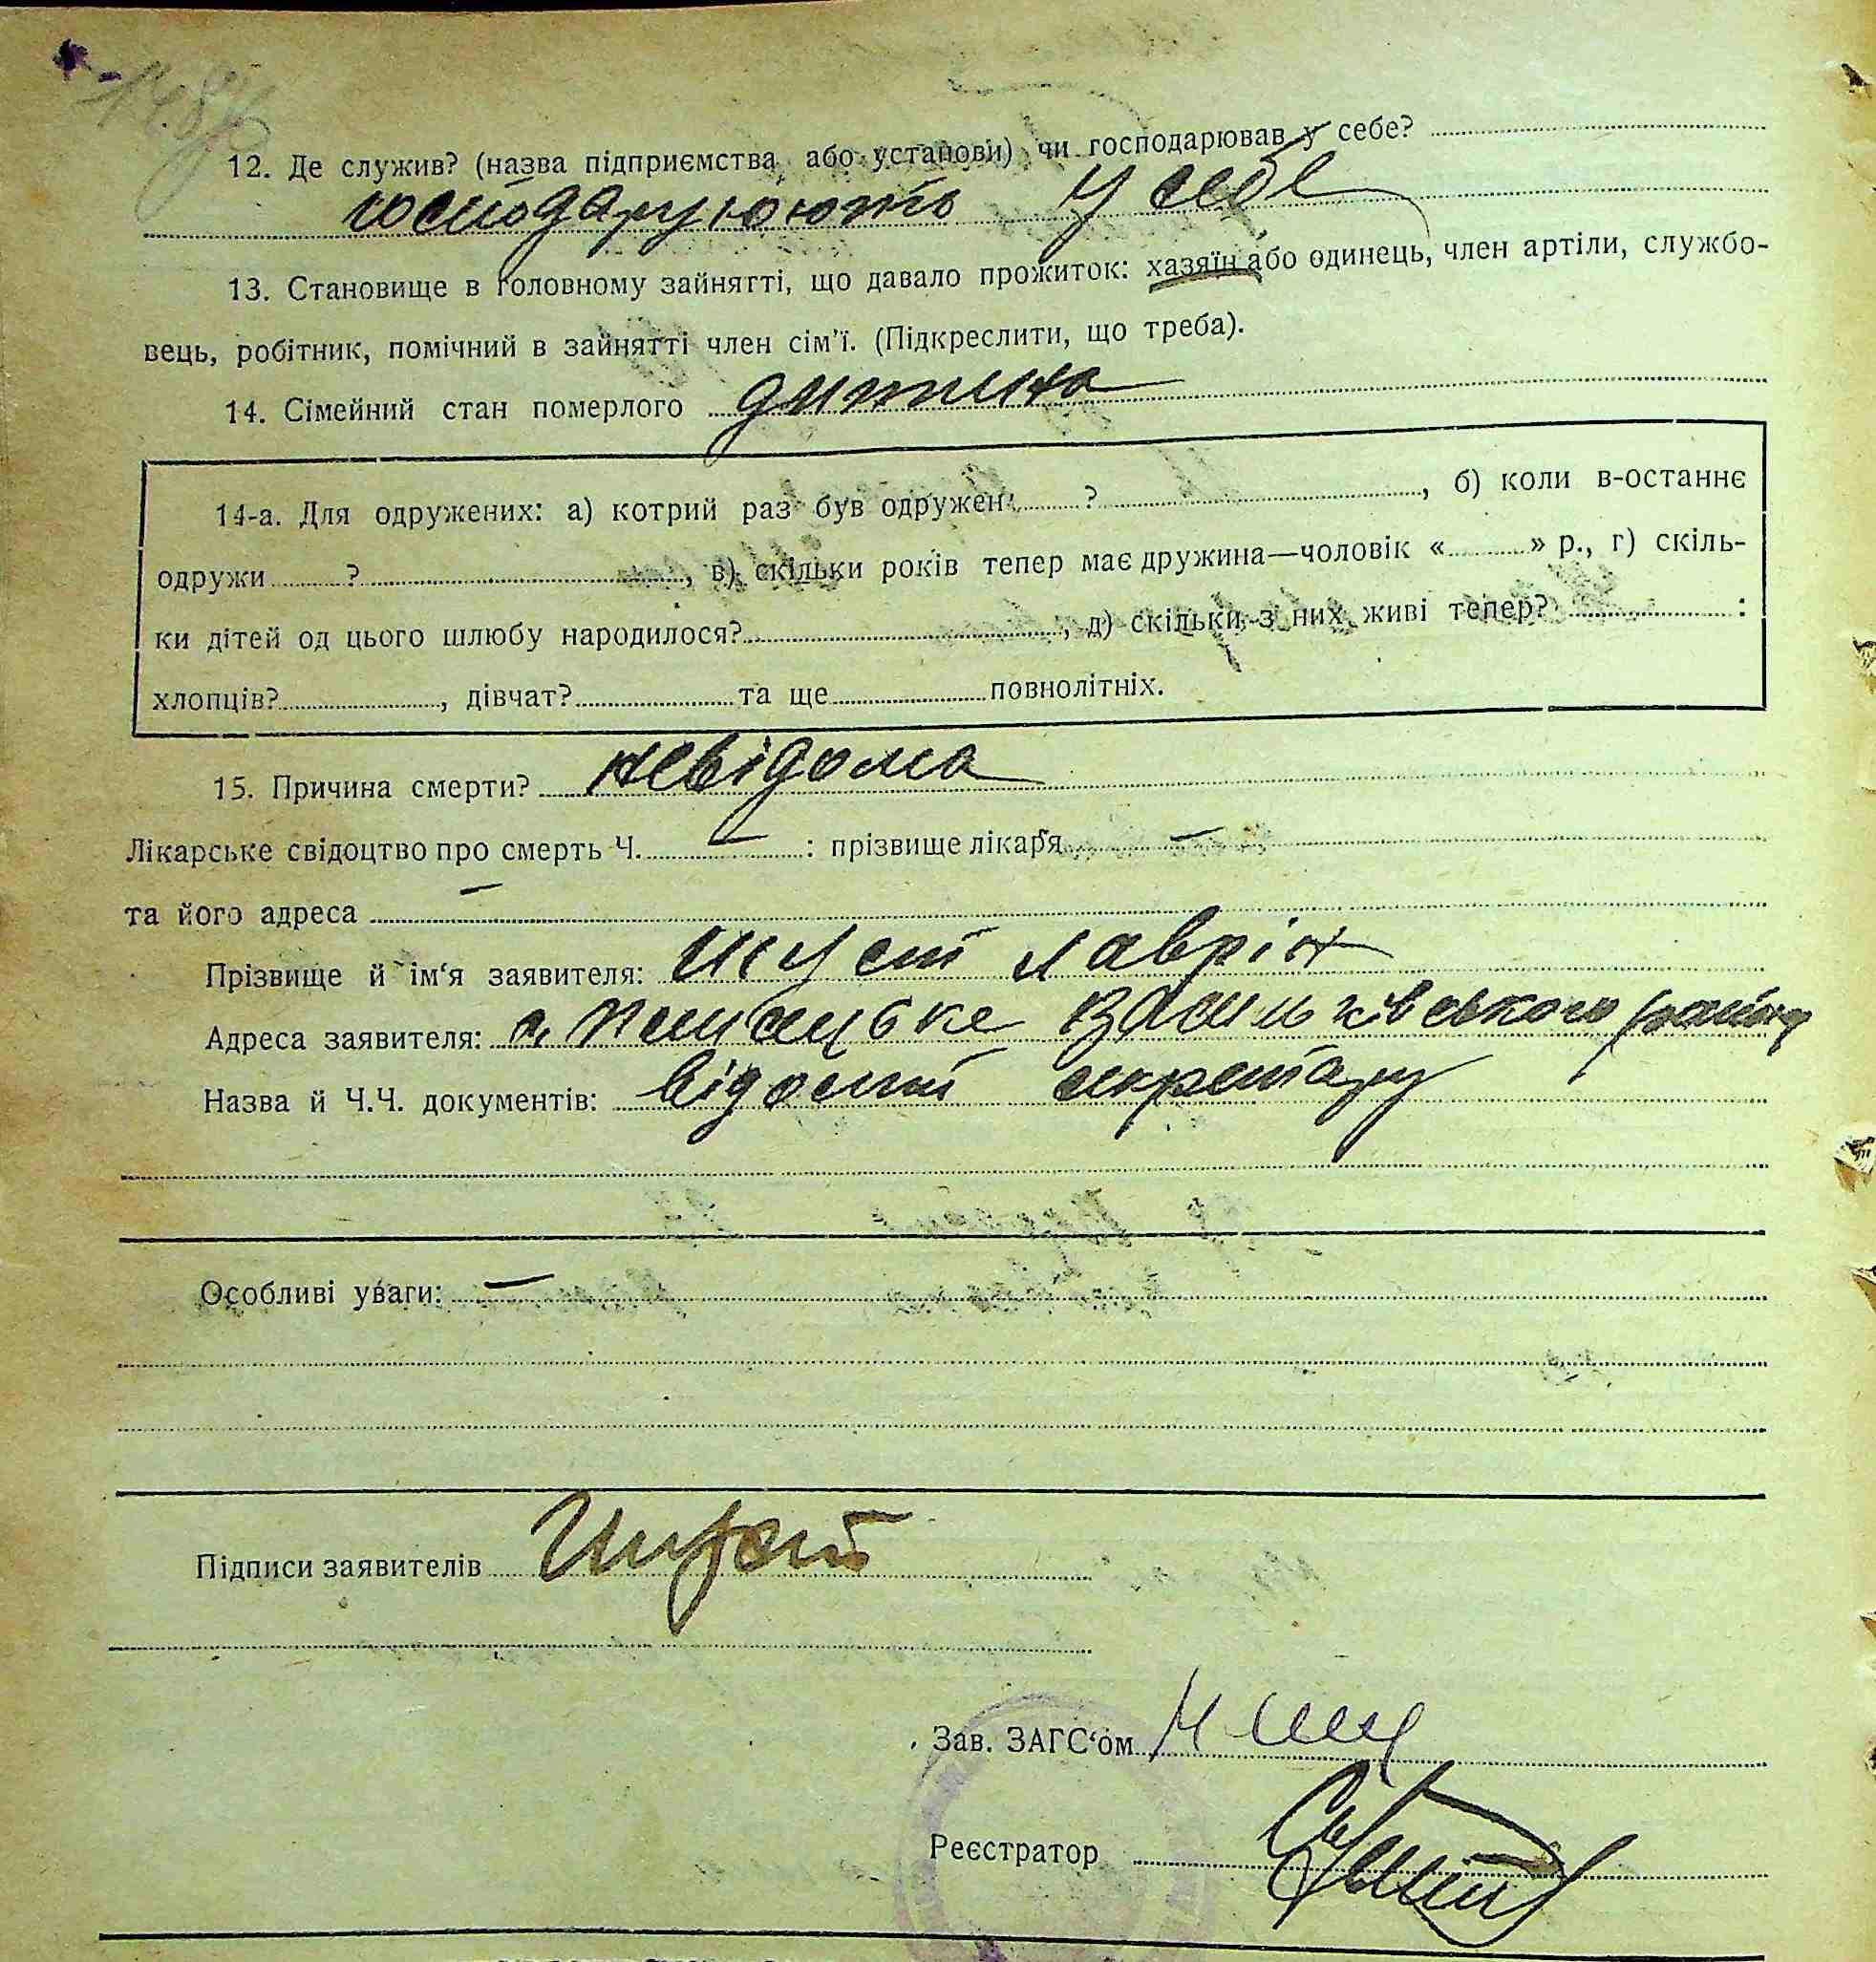 12. Де служив? (назва підприємства або установи) чи господарював у себе?
господарують у себе
13. Становище в головному зайнятті, що давало прожиток: хазяїн або одинець, член артіли, службо-
вець, робітник, помічний в зайнятті член сім'ї. (Підкреслити, що треба).
14. Сімейний стан померлого дитина
14-а. Для одружених: а) котрий раз був одружен ? , б) коли в-останнє
одружи ? , в) скільки років тепер має дружина—чоловік « » р., г) скіль-
ки дітей од цього шлюбу народилося? , д) скільки з них живі тепер? :
хлопців? , дівчат? та ще повнолітніх.
15. Причина смерти? невідома
Лікарське свідоцтво про смерть Ч. — : прізвище лікаря —
та його адреса —
Прізвище й ім'я заявителя: Шуст Лаврін
Адреса заявителя: с. Васильківського району
Назва й Ч.Ч. документів: відомий секретарю
Особливі уваги: —
Підписи заявителів Шуст
Зав. ЗАГС'ом
Реєстратор